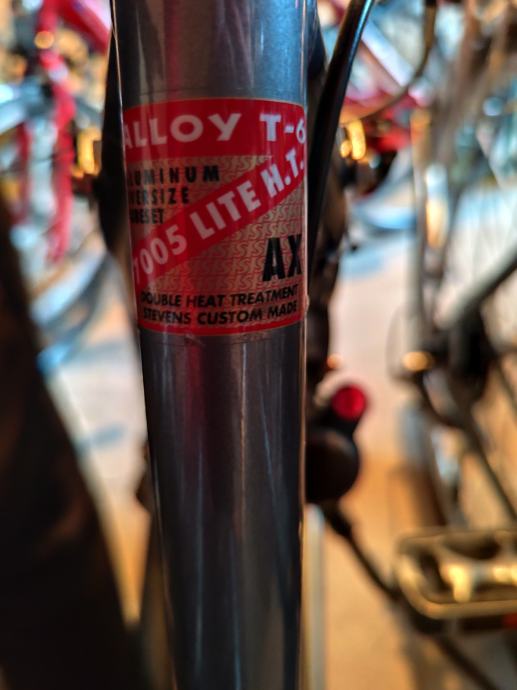 ALLOY T-6
UMINUM
ERSIZE
BESET
7005 LITE H.T.
AX
DOUBLE HEAT TREATMENT
STEVENS CUSTOM MADE